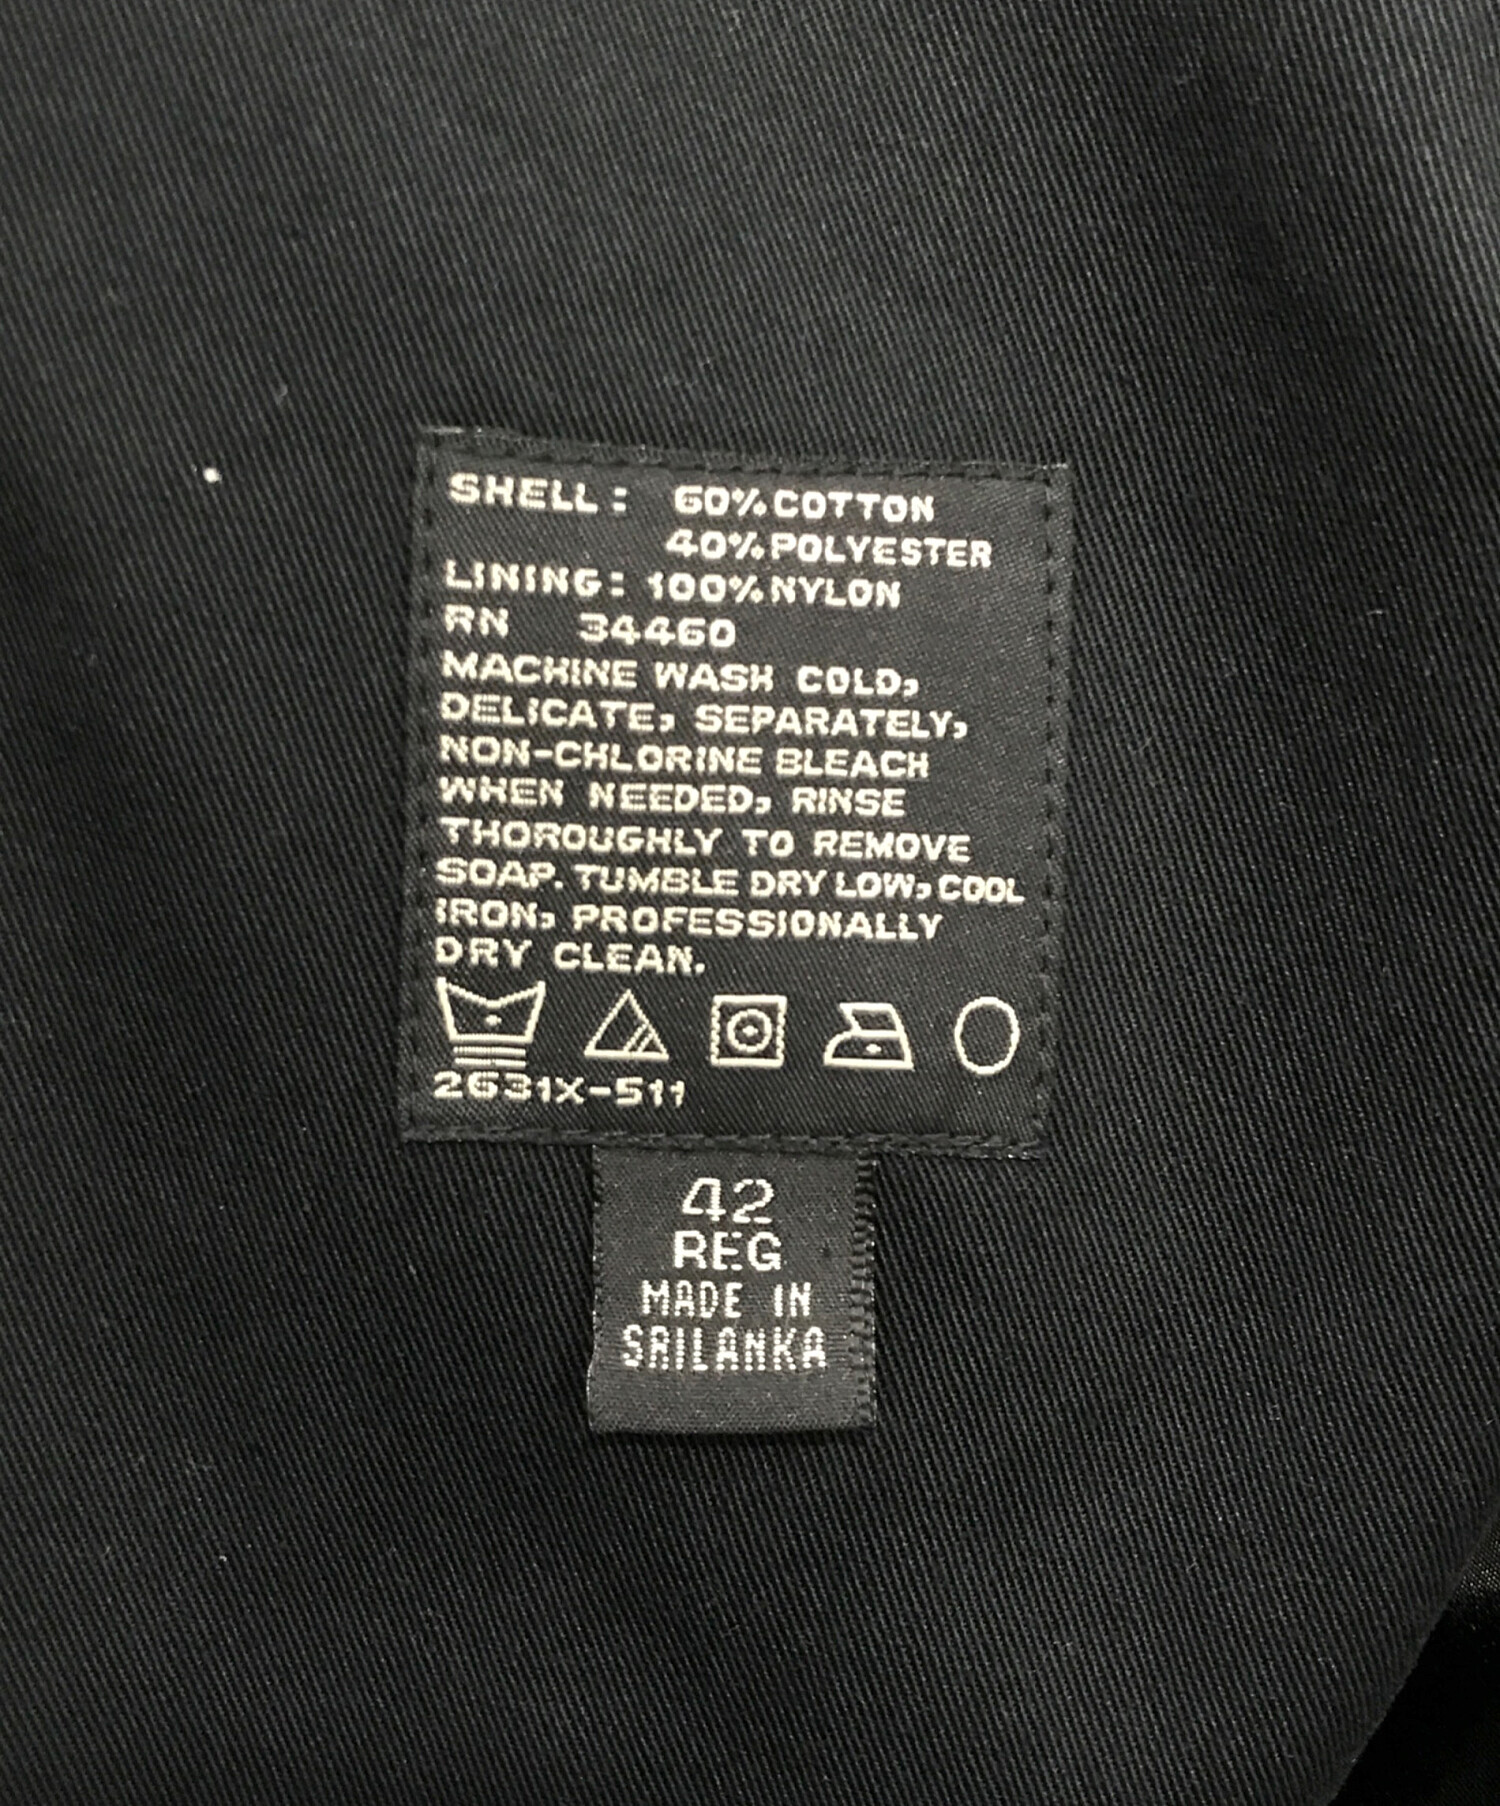 SHELL: 60% COTTON
40% POLYESTER
LINING: 100% NYLON
RN 34460
MACHINE WASH COLD,
DELICATE, SEPARATELY,
NON-CHLORINE BLEACH
WHEN NEEDED, RINSE
THOROUGHLY TO REMOVE
SOAP. TUMBLE DRY LOW, COOL
IRON, PROFESSIONALLY
DRY CLEAN.
2631X-511
42
REG
MADE IN
SRILANKA